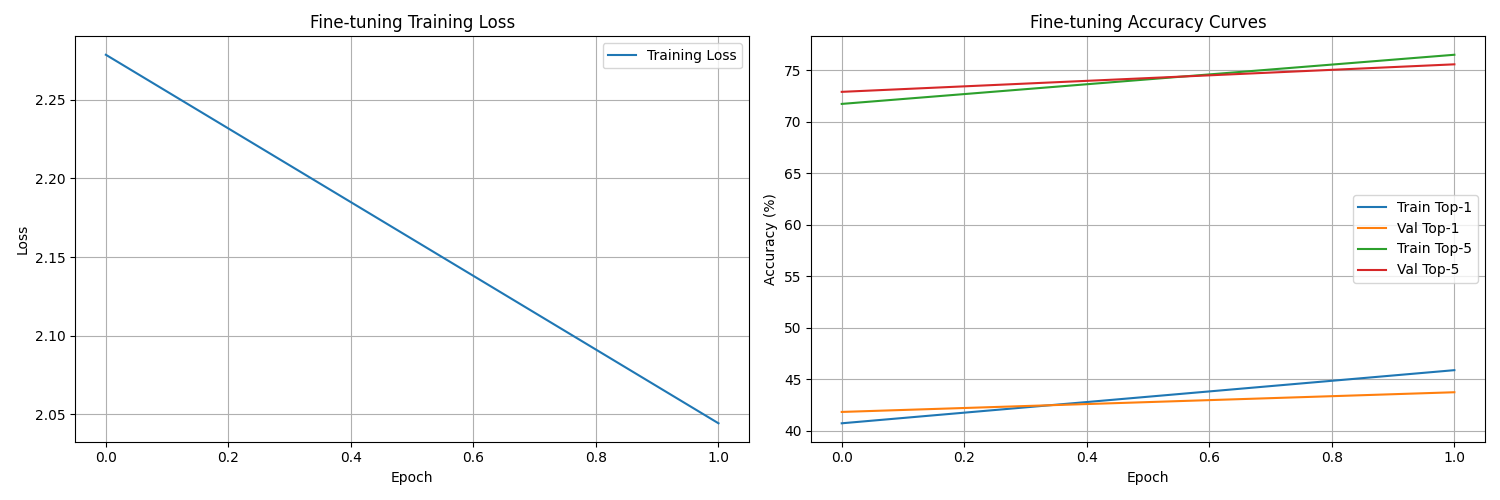 Fine-tuning Training Loss
Training Loss
2.25
2.20
2.15
2.10
2.05
Loss
0.0 0.2 0.4 0.6 0.8 1.0
Epoch
Fine-tuning Accuracy Curves
75
70
65
60
55
50
45
40
Accuracy (%)
Train Top-1
Val Top-1
Train Top-5
Val Top-5
0.0 0.2 0.4 0.6 0.8 1.0
Epoch